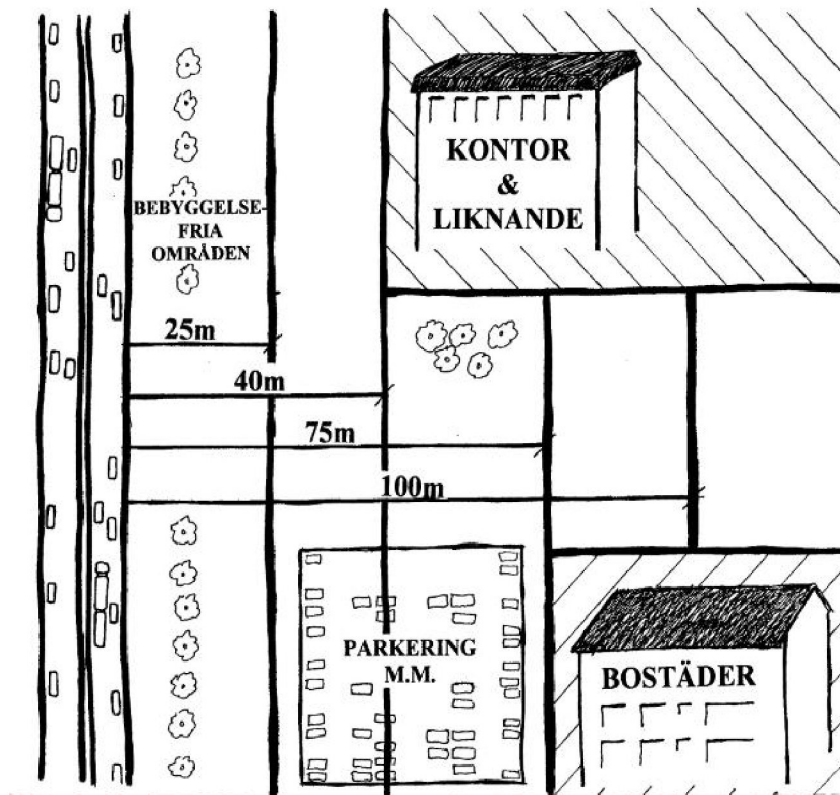 KONTOR
&
LIKNANDE
BEBYGGELSE-
FRIA
OMRÅDEN
25m
40m
75m
100m
PARKERING
M.M.
BOSTÄDER